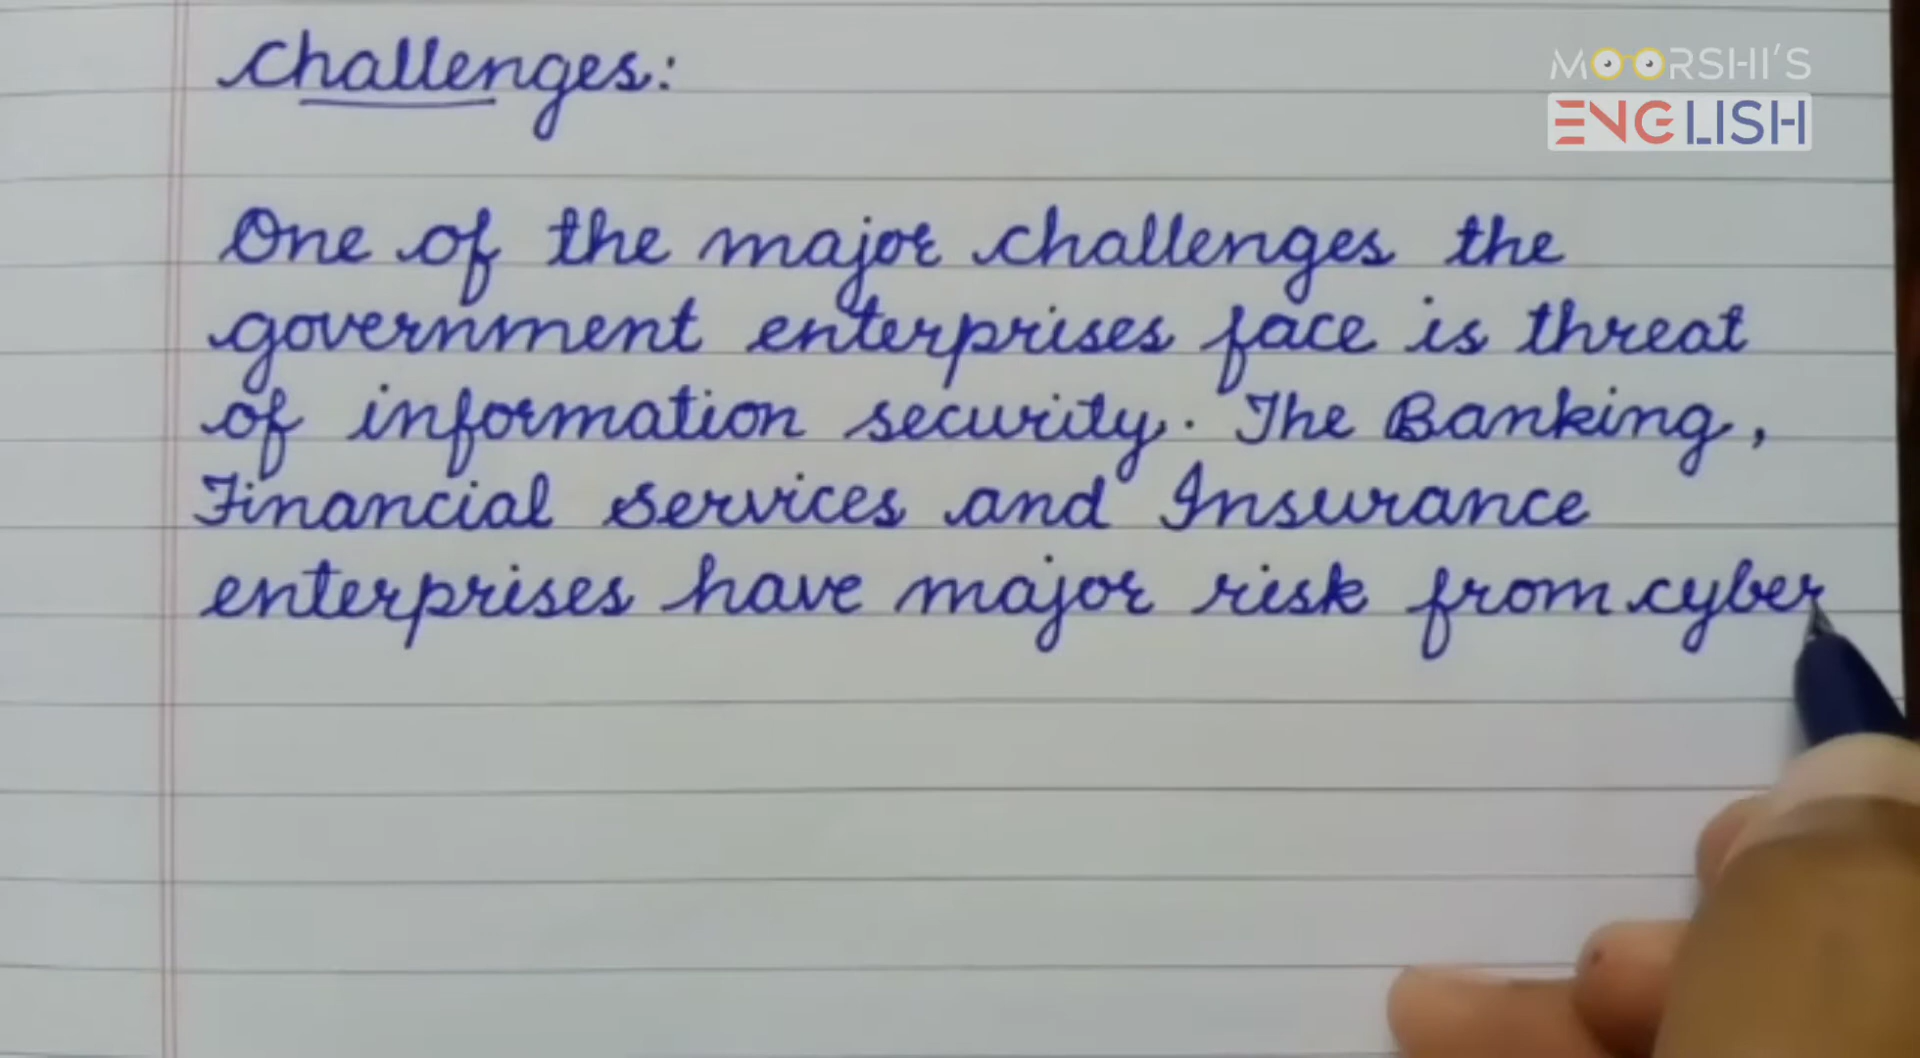 Challenges:
MOORSHI'S
ENGLISH
One of the major challenges the
government enterprises face is threat
of information security. The Banking,
Financial Services and Insurance
enterprises have major risk from cyber